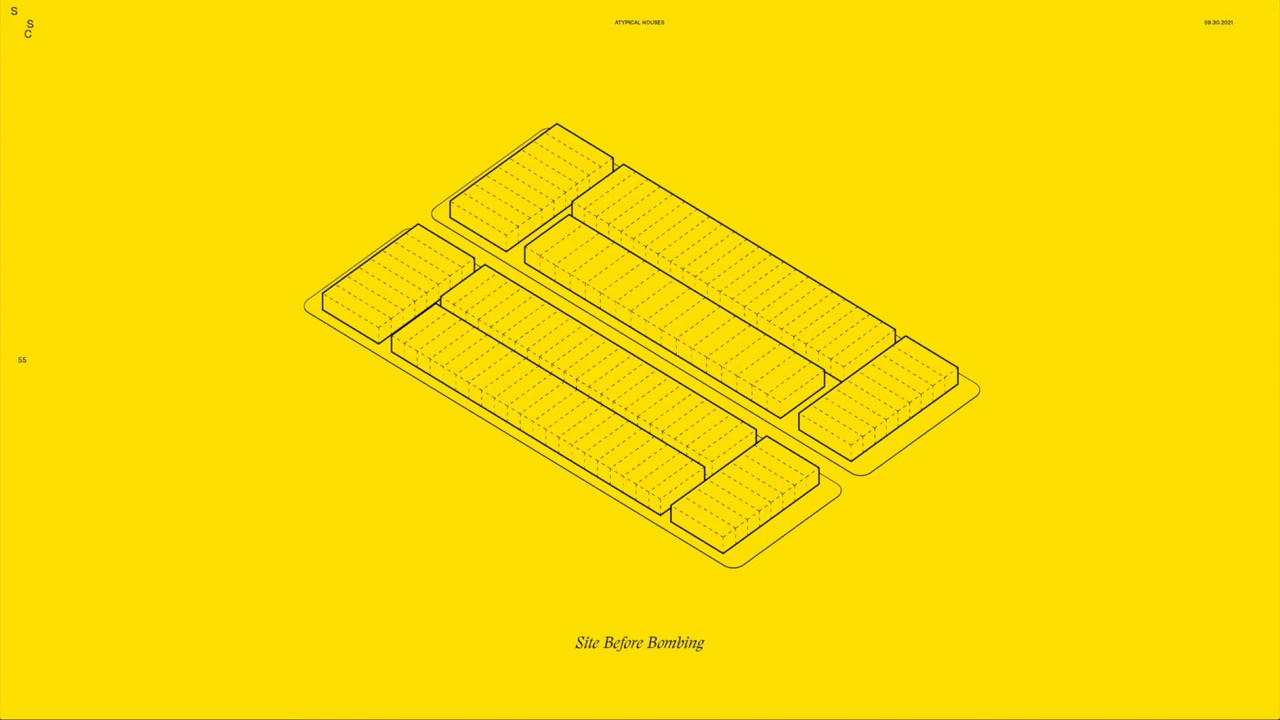 S
S
C
ATYPICAL HOUSES
09.30.2021
55
Site Before Bombing